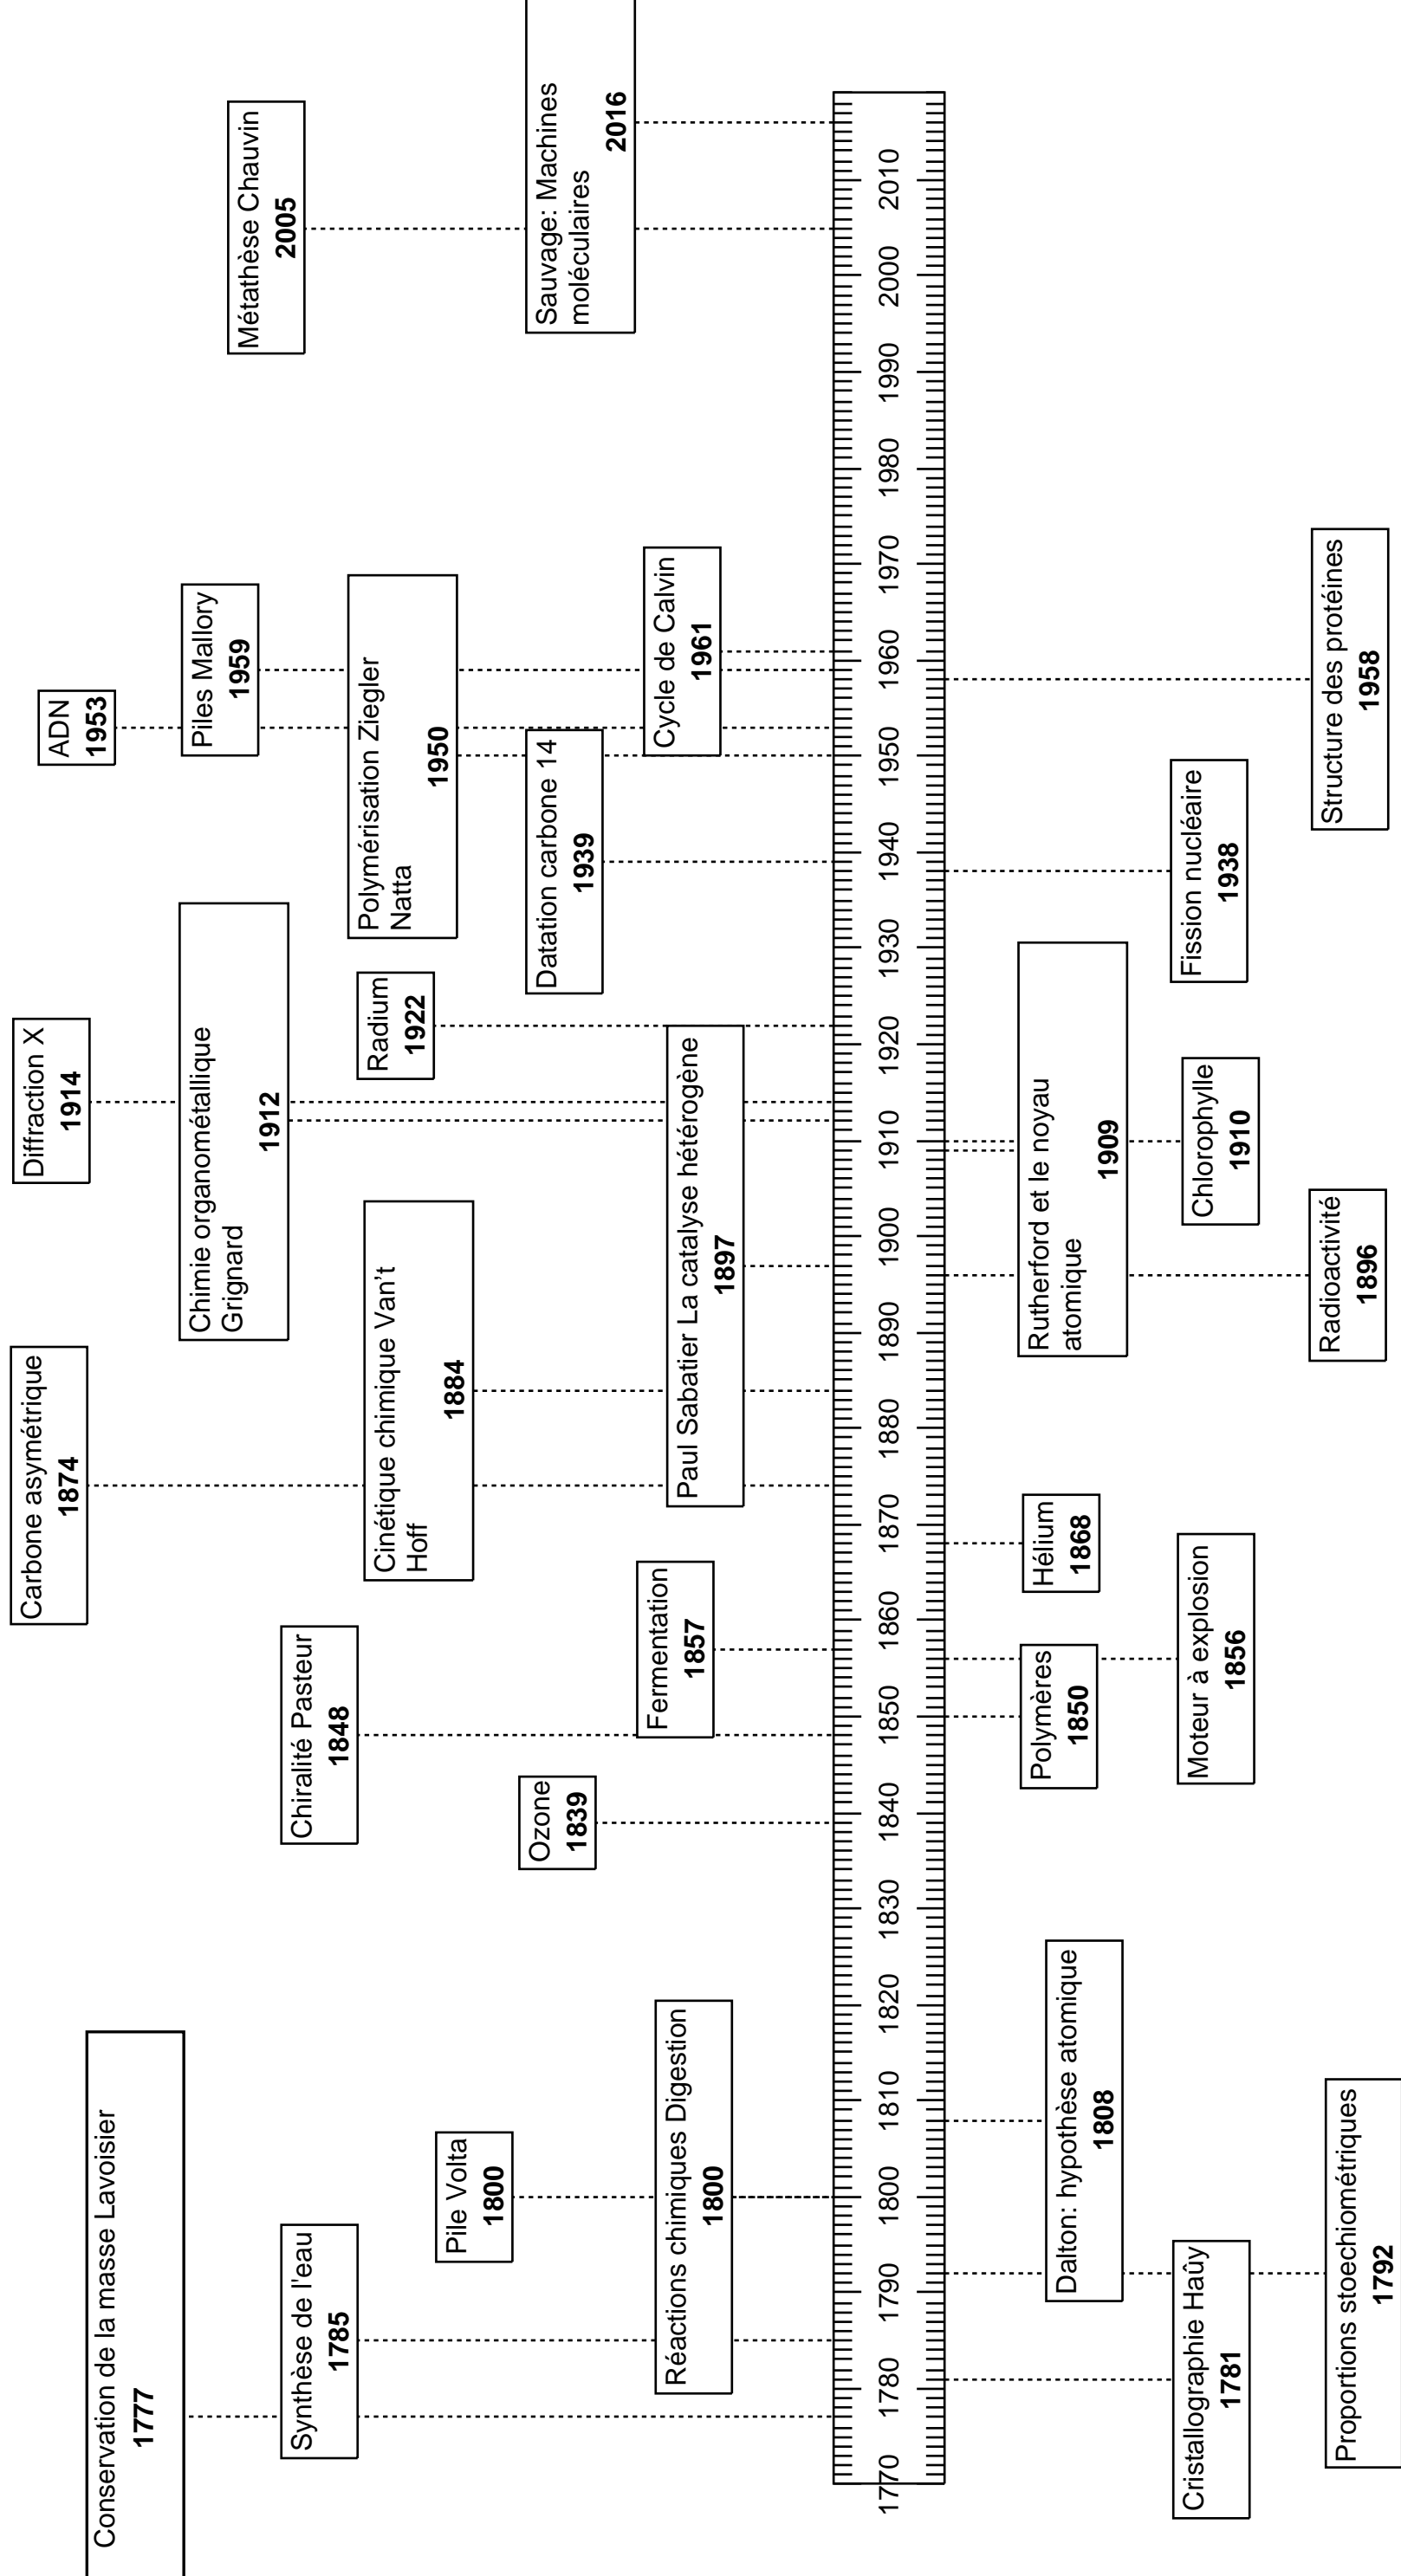 Conservation de la masse Lavoisier
1777
Synthèse de l'eau
1785
Pile Volta
1800
Réactions chimiques Digestion
1800
Ozone
1839
Chiralité Pasteur
1848
Fermentation
1857
Carbone asymétrique
1874
Cinétique chimique Van't
Hoff
1884
Paul Sabatier La catalyse hétérogène
1897
Chimie organométallique
Grignard
1912
Diffraction X
1914
Radium
1922
Datation carbone 14
1939
Polymérisation Ziegler
Natta
1950
ADN
1953
Piles Mallory
1959
Cycle de Calvin
1961
Métathèse Chauvin
2005
Sauvage: Machines
moléculaires
2016
1770 1780 1790 1800 1810 1820 1830 1840 1850 1860 1870 1880 1890 1900 1910 1920 1930 1940 1950 1960 1970 1980 1990 2000 2010
Cristallographie Haûy
1781
Proportions stoechiométriques
1792
Dalton: hypothèse atomique
1808
Polymères
1850
Moteur à explosion
1856
Hélium
1868
Radioactivité
1896
Rutherford et le noyau
atomique
1909
Chlorophylle
1910
Fission nucléaire
1938
Structure des protéines
1958